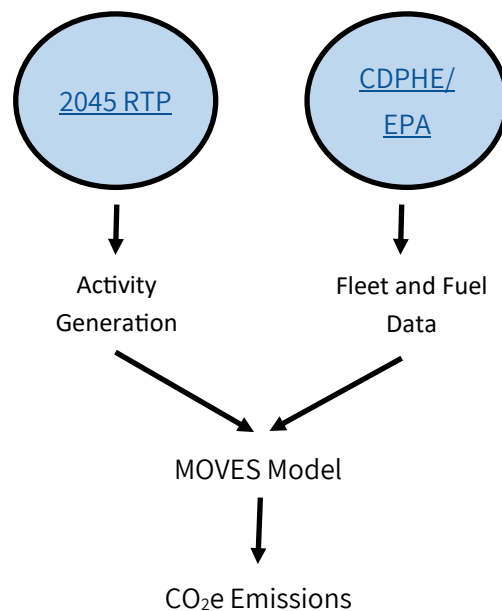 2045 RTP
CDPHE/
EPA
Activity
Generation
Fleet and Fuel
Data
MOVES Model
CO₂e Emissions